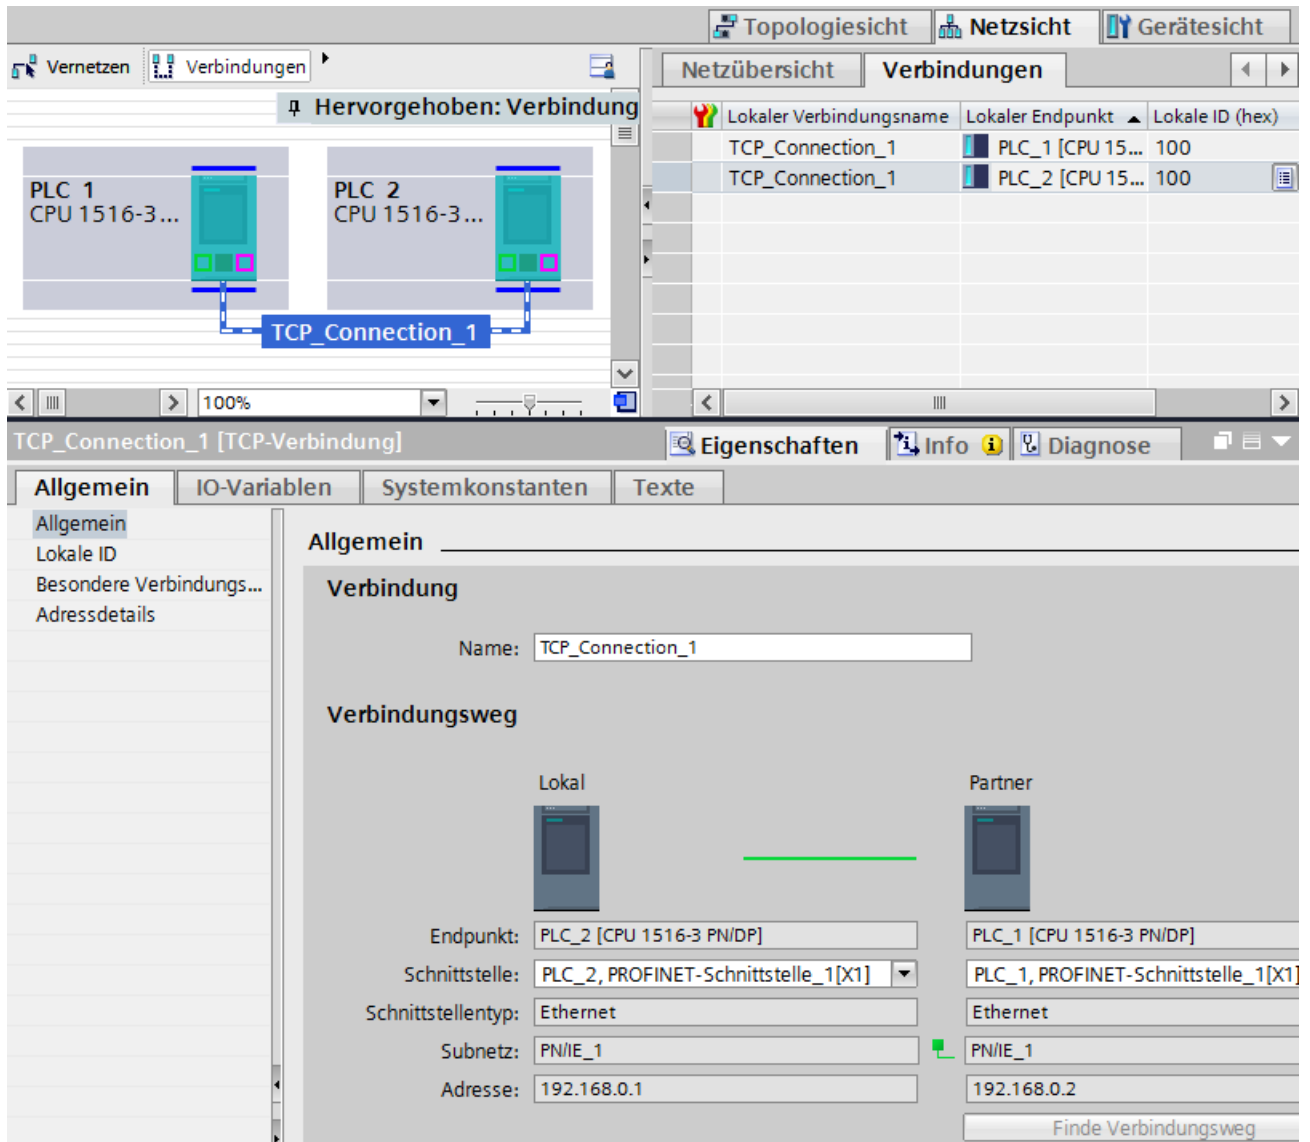 Topologiesicht Netzsicht Gerätesicht
Vernetzen Verbindungen
Netzübersicht Verbindungen
Hervorgehoben: Verbindung
Lokaler Verbindungsname Lokaler Endpunkt Lokale ID (hex)
TCP_Connection_1 PLC_1 [CPU 15... 100
TCP_Connection_1 PLC_2 [CPU 15... 100
PLC_1
CPU 1516-3...
PLC_2
CPU 1516-3...
TCP_Connection_1
100%
TCP_Connection_1 [TCP-Verbindung]
Eigenschaften Info Diagnose
Allgemein IO-Variablen Systemkonstanten Texte
Allgemein
Lokale ID
Besondere Verbindungs...
Adressdetails
Allgemein
Verbindung
Name: TCP_Connection_1
Verbindungsweg
Lokal Partner
Endpunkt: PLC_2 [CPU 1516-3 PN/DP] PLC_1 [CPU 1516-3 PN/DP]
Schnittstelle: PLC_2, PROFINET-Schnittstelle_1[X1] PLC_1, PROFINET-Schnittstelle_1[X1]
Schnittstellentyp: Ethernet Ethernet
Subnetz: PN/IE_1 PN/IE_1
Adresse: 192.168.0.1 192.168.0.2
Finde Verbindungsweg